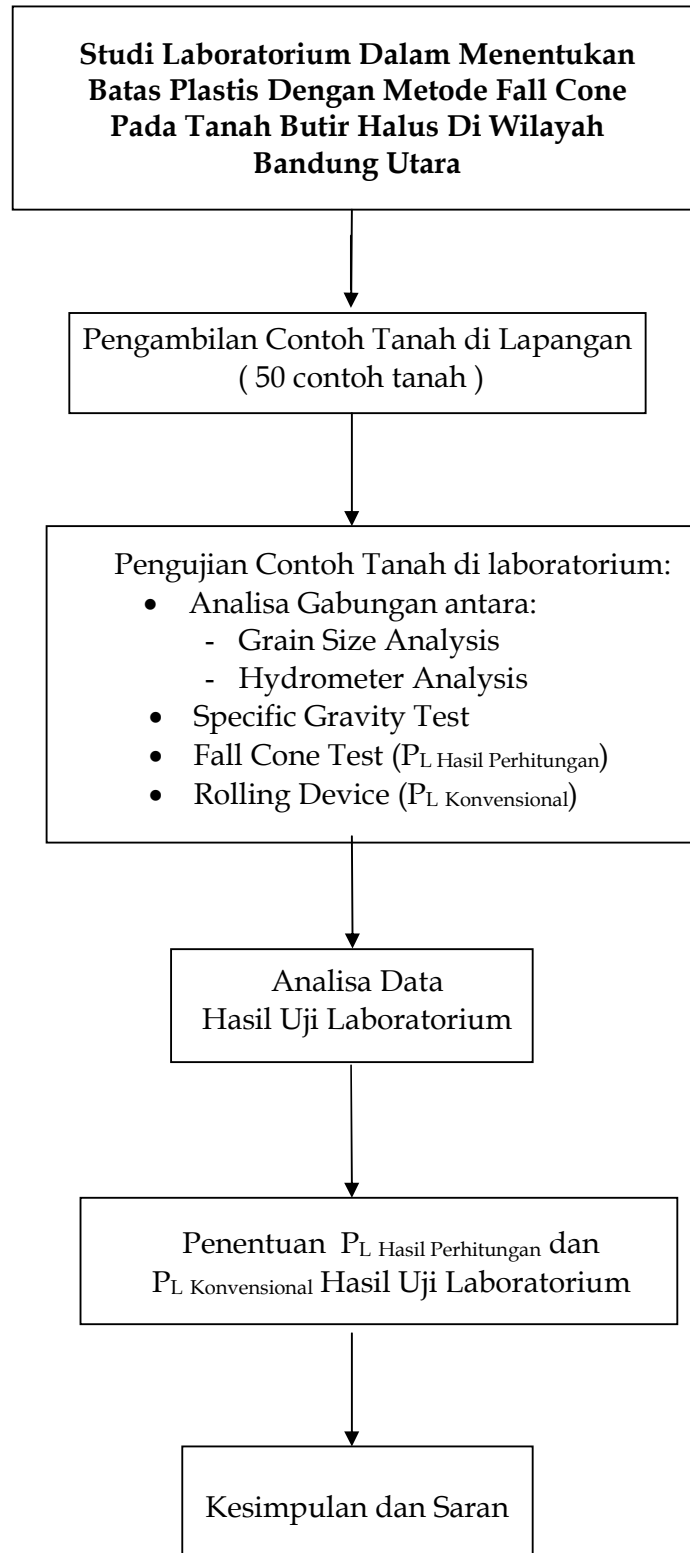 Studi Laboratorium Dalam Menentukan
Batas Plastis Dengan Metode Fall Cone
Pada Tanah Butir Halus Di Wilayah
Bandung Utara
Pengambilan Contoh Tanah di Lapangan
( 50 contoh tanah )
Pengujian Contoh Tanah di laboratorium:
• Analisa Gabungan antara:
- Grain Size Analysis
- Hydrometer Analysis
• Specific Gravity Test
• Fall Cone Test (PL Hasil Perhitungan)
• Rolling Device (PL Konvensional)
Analisa Data
Hasil Uji Laboratorium
Penentuan PL Hasil Perhitungan dan
PL Konvensional Hasil Uji Laboratorium
Kesimpulan dan Saran